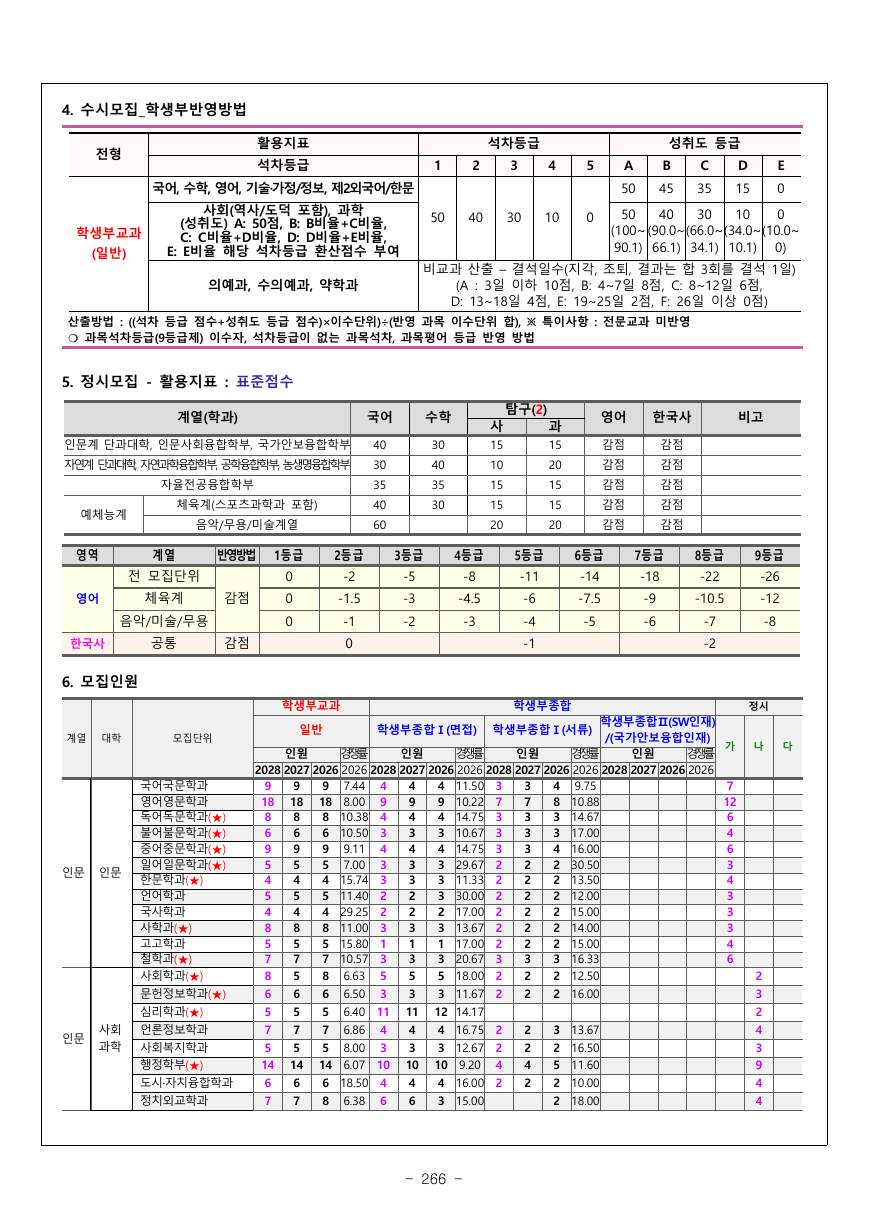 4. 수시모집_학생부반영방법
전형 활용지표 석차등급 성취도 등급
석차등급 1 2 3 4 5 A B C D E
학생부교과
(일반)
국어, 수학, 영어, 기술·가정/정보, 제2외국어/한문 50 45 35 15 0
사회(역사/도덕 포함), 과학
(성취도) A: 50점, B: B비율+C비율,
C: C비율+D비율, D: D비율+E비율,
E: E비율 해당 석차등급 환산점수 부여
50 40 30 10 0
50 40 30 10 0
(100~ (90.0~ (66.0~ (34.0~ (10.0~
90.1) 66.1) 34.1) 10.1) 0)
의예과, 수의예과, 약학과
비교과 산출 – 결석일수(지각, 조퇴, 결과는 합 3회를 결석 1일)
(A : 3일 이하 10점, B: 4~7일 8점, C: 8~12일 6점,
D: 13~18일 4점, E: 19~25일 2점, F: 26일 이상 0점)
산출방법 : ((석차 등급 점수+성취도 등급 점수)×이수단위)÷(반영 과목 이수단위 합), ※ 특이사항 : 전문교과 미반영
❍ 과목석차등급(9등급제) 이수자, 석차등급이 없는 과목석차, 과목평어 등급 반영 방법
5. 정시모집 - 활용지표 : 표준점수
계열(학과) 국어 수학 탐구(2) 영어 한국사 비고
사 과
인문계 단과대학, 인문사회융합학부, 국가안보융합학부 40 30 15 15 감점 감점
자연계 단과대학, 자연과학융합학부, 공학융합학부, 농생명융합학부 30 40 10 20 감점 감점
자율전공융합학부 35 35 15 15 감점 감점
예체능계 체육계(스포츠과학과 포함) 40 30 15 15 감점 감점
음악/무용/미술계열 60 20 20 감점 감점
영역 계열 반영방법 1등급 2등급 3등급 4등급 5등급 6등급 7등급 8등급 9등급
영어 전 모집단위 감점 0 -2 -5 -8 -11 -14 -18 -22 -26
체육계 0 -1.5 -3 -4.5 -6 -7.5 -9 -10.5 -12
음악/미술/무용 0 -1 -2 -3 -4 -5 -6 -7 -8
한국사 공통 감점 0 -1 -2
6. 모집인원
계열 대학 모집단위 학생부교과 학생부종합 정시
일반 학생부종합Ⅰ(면접) 학생부종합Ⅰ(서류) 학생부종합Ⅱ(SW인재)
/(국가안보융합인재)
가 나 다
인원 경쟁률 인원 경쟁률 인원 경쟁률 인원 경쟁률
2028 2027 2026 2026 2028 2027 2026 2026 2028 2027 2026 2026 2028 2027 2026 2026
인문 인문
국어국문학과 9 9 9 7.44 4 4 4 11.50 3 3 4 9.75 7
영어영문학과 18 18 18 8.00 9 9 9 10.22 7 7 8 10.88 12
독어독문학과(★) 8 8 8 10.38 4 4 4 14.75 3 3 3 14.67 6
불어불문학과(★) 6 6 6 10.50 3 3 3 10.67 3 3 3 17.00 4
중어중문학과(★) 9 9 9 9.11 4 4 4 14.75 3 3 4 16.00 6
일어일문학과(★) 5 5 5 7.00 3 3 3 29.67 2 2 2 30.50 3
한문학과(★) 4 4 4 15.74 3 3 3 11.33 2 2 2 13.50 4
언어학과 5 5 5 11.40 2 2 3 30.00 2 2 2 12.00 3
국사학과 4 4 4 29.25 2 2 2 17.00 2 2 2 15.00 3
사학과(★) 8 8 8 11.00 3 3 3 13.67 2 2 2 14.00 3
고고학과 5 5 5 15.80 1 1 1 17.00 2 2 2 15.00 4
철학과(★) 7 7 7 10.57 3 3 3 20.67 3 3 3 16.33 6
인문 사회
과학
사회학과(★) 8 5 8 6.63 5 5 5 18.00 2 2 2 12.50 2
문헌정보학과(★) 6 6 6 6.50 3 3 3 11.67 2 2 2 16.00 3
심리학과(★) 5 5 5 6.40 11 11 12 14.17 2
언론정보학과 7 7 7 6.86 4 4 4 16.75 2 2 3 13.67 4
사회복지학과 5 5 5 8.00 3 3 3 12.67 2 2 2 16.50 3
행정학부(★) 14 14 14 6.07 10 10 10 9.20 4 4 5 11.60 9
도시·자치융합학과 6 6 6 18.50 4 4 4 16.00 2 2 2 10.00 4
정치외교학과 7 7 8 6.38 6 6 3 15.00 2 18.00 4
- 266 -